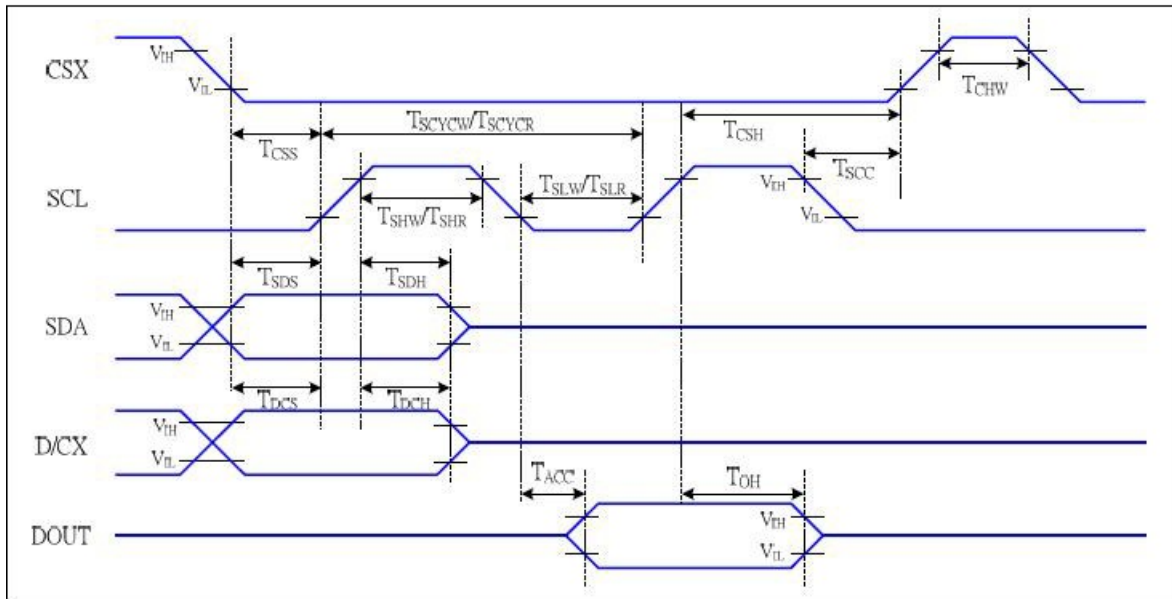 CSX
VIH
VIL
TCHW
TCSS
TSCYCW/TSCYCR
TCSH
TSCC
SCL
TSHW/TSHR
TSLW/TSLR
VIH
VIL
TSDS
TSDH
SDA
VIH
VIL
TDCS
TDCH
D/CX
VIH
VIL
TACC
TOH
DOUT
VIH
VIL